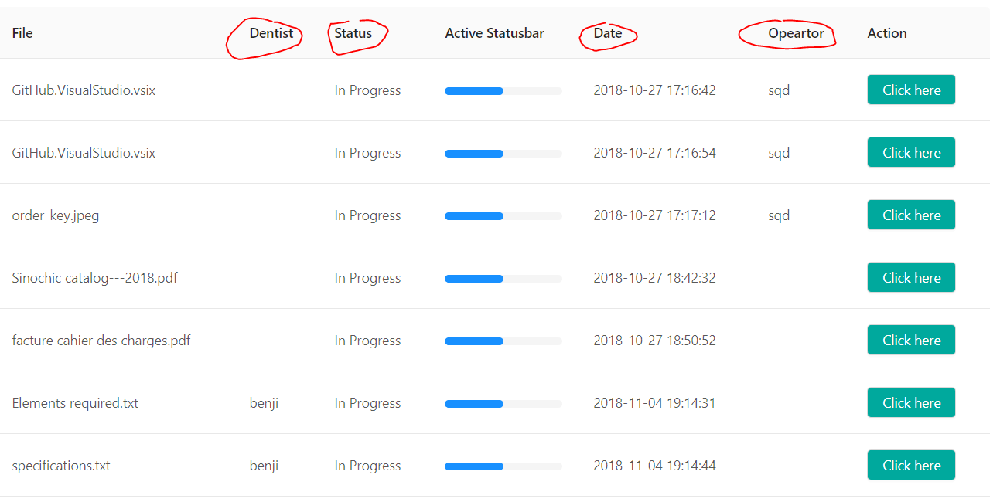 File Dentist Status Active Statusbar Date Opeartor Action
GitHub.VisualStudio.vsix In Progress 2018-10-27 17:16:42 sqd Click here
GitHub.VisualStudio.vsix In Progress 2018-10-27 17:16:54 sqd Click here
order_key.jpeg In Progress 2018-10-27 17:17:12 sqd Click here
Sinochic catalog---2018.pdf In Progress 2018-10-27 18:42:32 Click here
facture cahier des charges.pdf In Progress 2018-10-27 18:50:52 Click here
Elements required.txt benji In Progress 2018-11-04 19:14:31 Click here
specifications.txt benji In Progress 2018-11-04 19:14:44 Click here